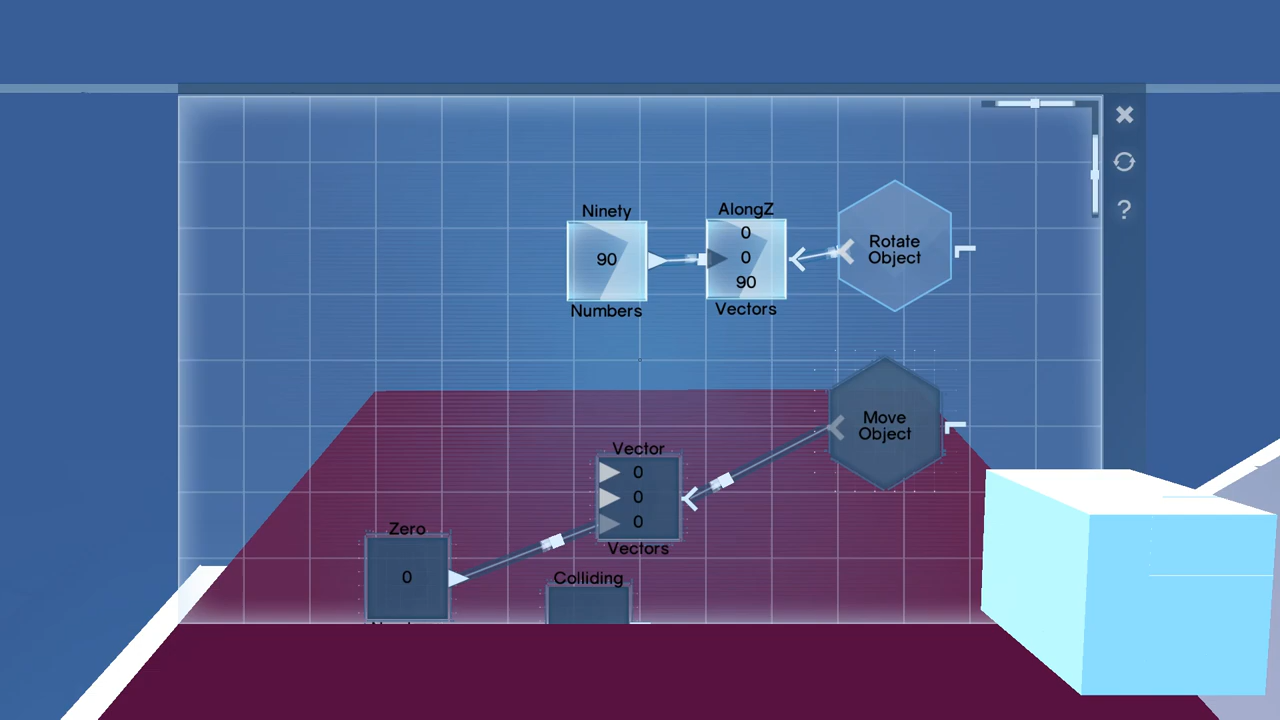 Ninety
90
Numbers
AlongZ
0
0
90
Vectors
Rotate
Object
?
Move
Object
Vector
0
0
0
Vectors
Zero
0
Colliding